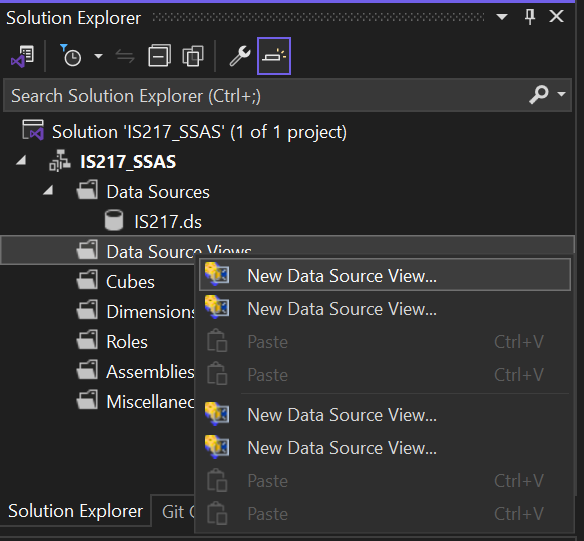 Solution Explorer
Search Solution Explorer (Ctrl+;)
Solution 'IS217_SSAS' (1 of 1 project)
IS217_SSAS
Data Sources
IS217.ds
Data Source Views
New Data Source View...
Cubes
New Data Source View...
Dimensions
Roles
Paste Ctrl+V
Assemblies
Paste Ctrl+V
Miscellaneo
New Data Source View...
New Data Source View...
Paste Ctrl+V
Solution Explorer
Git
Paste Ctrl+V